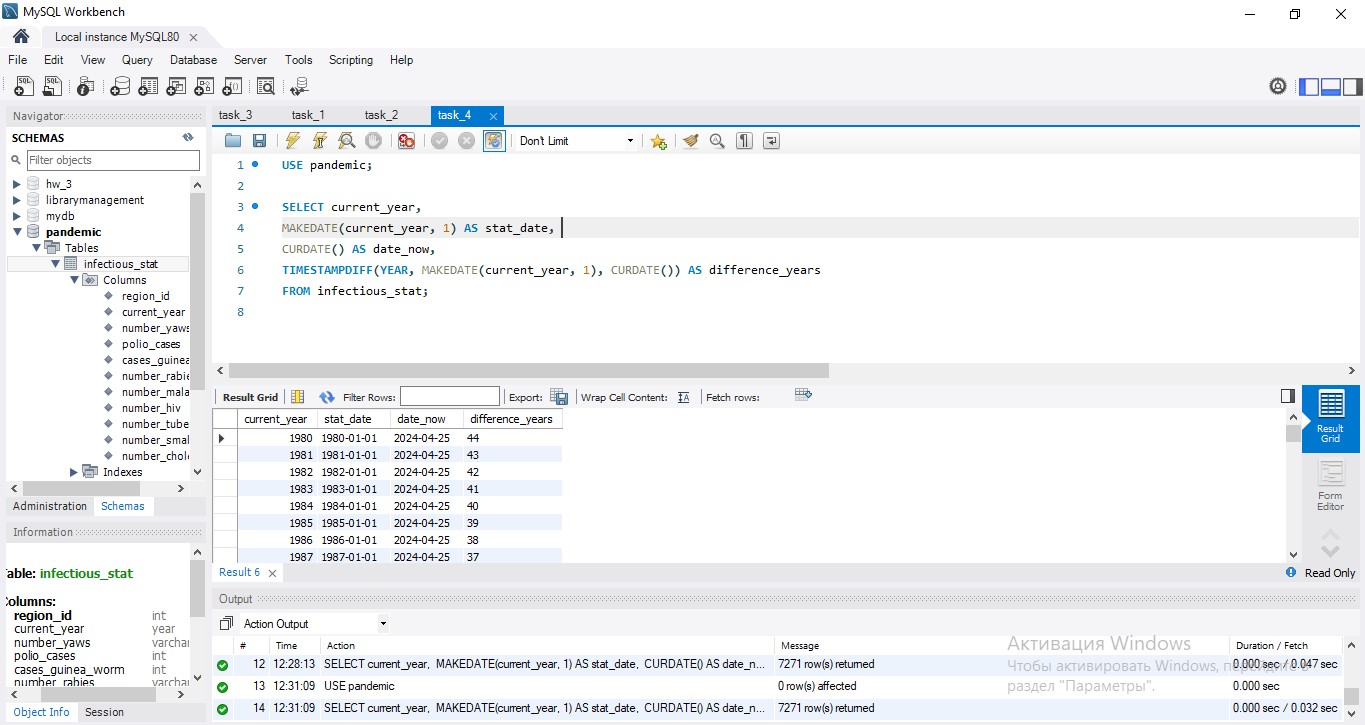 MySQL Workbench
Local instance MySQL80
File Edit View Query Database Server Tools Scripting Help
Navigator
SCHEMAS
Filter objects
hw_3
librarymanagement
mydb
pandemic
Tables
infectious_stat
Columns
region_id
current_year
number_yaws
polio_cases
cases_guinea
number_rabie
number_mala
number_hiv
number_tube
number_smal
number_chole
Indexes
Administration Schemas
Information
able: infectious_stat
Columns:
region_id int
current_year year
number_yaws varchar
polio_cases int
cases_guinea_worm int
number_rabies varchar
Object Info Session
task_3 task_1 task_2 task_4
Don't Limit
1 USE pandemic;
2
3 SELECT current_year,
4 MAKEDATE(current_year, 1) AS stat_date,
5 CURDATE() AS date_now,
6 TIMESTAMPDIFF(YEAR, MAKEDATE(current_year, 1), CURDATE()) AS difference_years
7 FROM infectious_stat;
8
Result Grid Filter Rows: Export: Wrap Cell Content: Fetch rows:
current_year stat_date date_now difference_years
1980 1980-01-01 2024-04-25 44
1981 1981-01-01 2024-04-25 43
1982 1982-01-01 2024-04-25 42
1983 1983-01-01 2024-04-25 41
1984 1984-01-01 2024-04-25 40
1985 1985-01-01 2024-04-25 39
1986 1986-01-01 2024-04-25 38
1987 1987-01-01 2024-04-25 37
Result
Grid
Form
Editor
Result 6
Read Only
Output
Action Output
# Time Action Message Duration / Fetch
12 12:28:13 SELECT current_year, MAKEDATE(current_year, 1) AS stat_date, CURDATE() AS date_n... 7271 row(s) returned 0.000 sec / 0.047 sec
13 12:31:09 USE pandemic 0 row(s) affected 0.000 sec
14 12:31:09 SELECT current_year, MAKEDATE(current_year, 1) AS stat_date, CURDATE() AS date_n... 7271 row(s) returned 0.000 sec / 0.032 sec
Активация Windows
Чтобы активировать Windows,
раздел "Параметры".